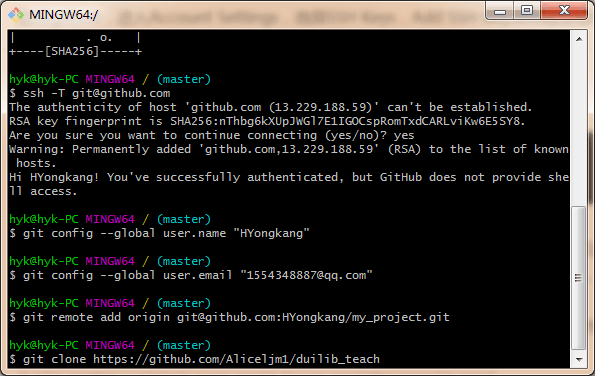 MINGW64:/
|        . o.   |
+----[SHA256]-----+
hyk@hyk-PC MINGW64 / (master)
$ ssh -T git@github.com
The authenticity of host 'github.com (13.229.188.59)' can't be established.
RSA key fingerprint is SHA256:nThbg6kXUpJWGl7E1IGOCspRomTxdCARLviKw6E5SY8.
Are you sure you want to continue connecting (yes/no)? yes
Warning: Permanently added 'github.com,13.229.188.59' (RSA) to the list of known
 hosts.
Hi HYongkang! You've successfully authenticated, but GitHub does not provide she
ll access.
hyk@hyk-PC MINGW64 / (master)
$ git config --global user.name "HYongkang"
hyk@hyk-PC MINGW64 / (master)
$ git config --global user.email "1554348887@qq.com"
hyk@hyk-PC MINGW64 / (master)
$ git remote add origin git@github.com:HYongkang/my_project.git
hyk@hyk-PC MINGW64 / (master)
$ git clone https://github.com/Aliceljm1/duilib_teach